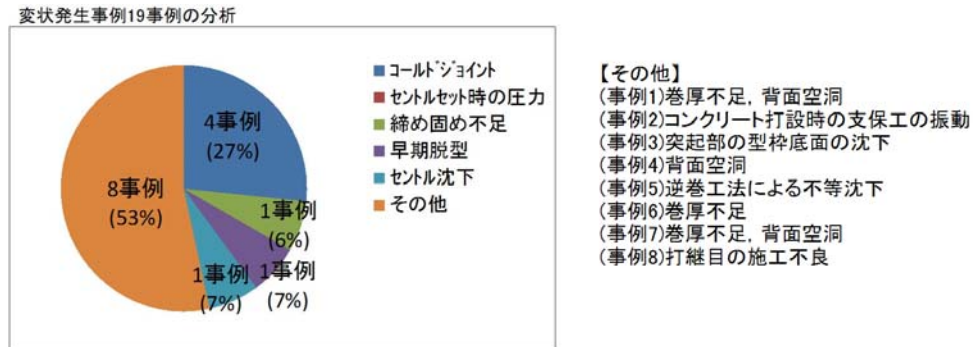 変状発生事例19事例の分析
4事例
(27%)
1事例
(6%)
1事例
(7%)
1事例
(7%)
8事例
(53%)
コールドジョイント
セントルセット時の圧力
締め固め不足
早期脱型
セントル沈下
その他
【その他】
(事例1)巻厚不足，背面空洞
(事例2)コンクリート打設時の支保工の振動
(事例3)突起部の型枠底面の沈下
(事例4)背面空洞
(事例5)逆巻工法による不等沈下
(事例6)巻厚不足
(事例7)巻厚不足，背面空洞
(事例8)打継目の施工不良